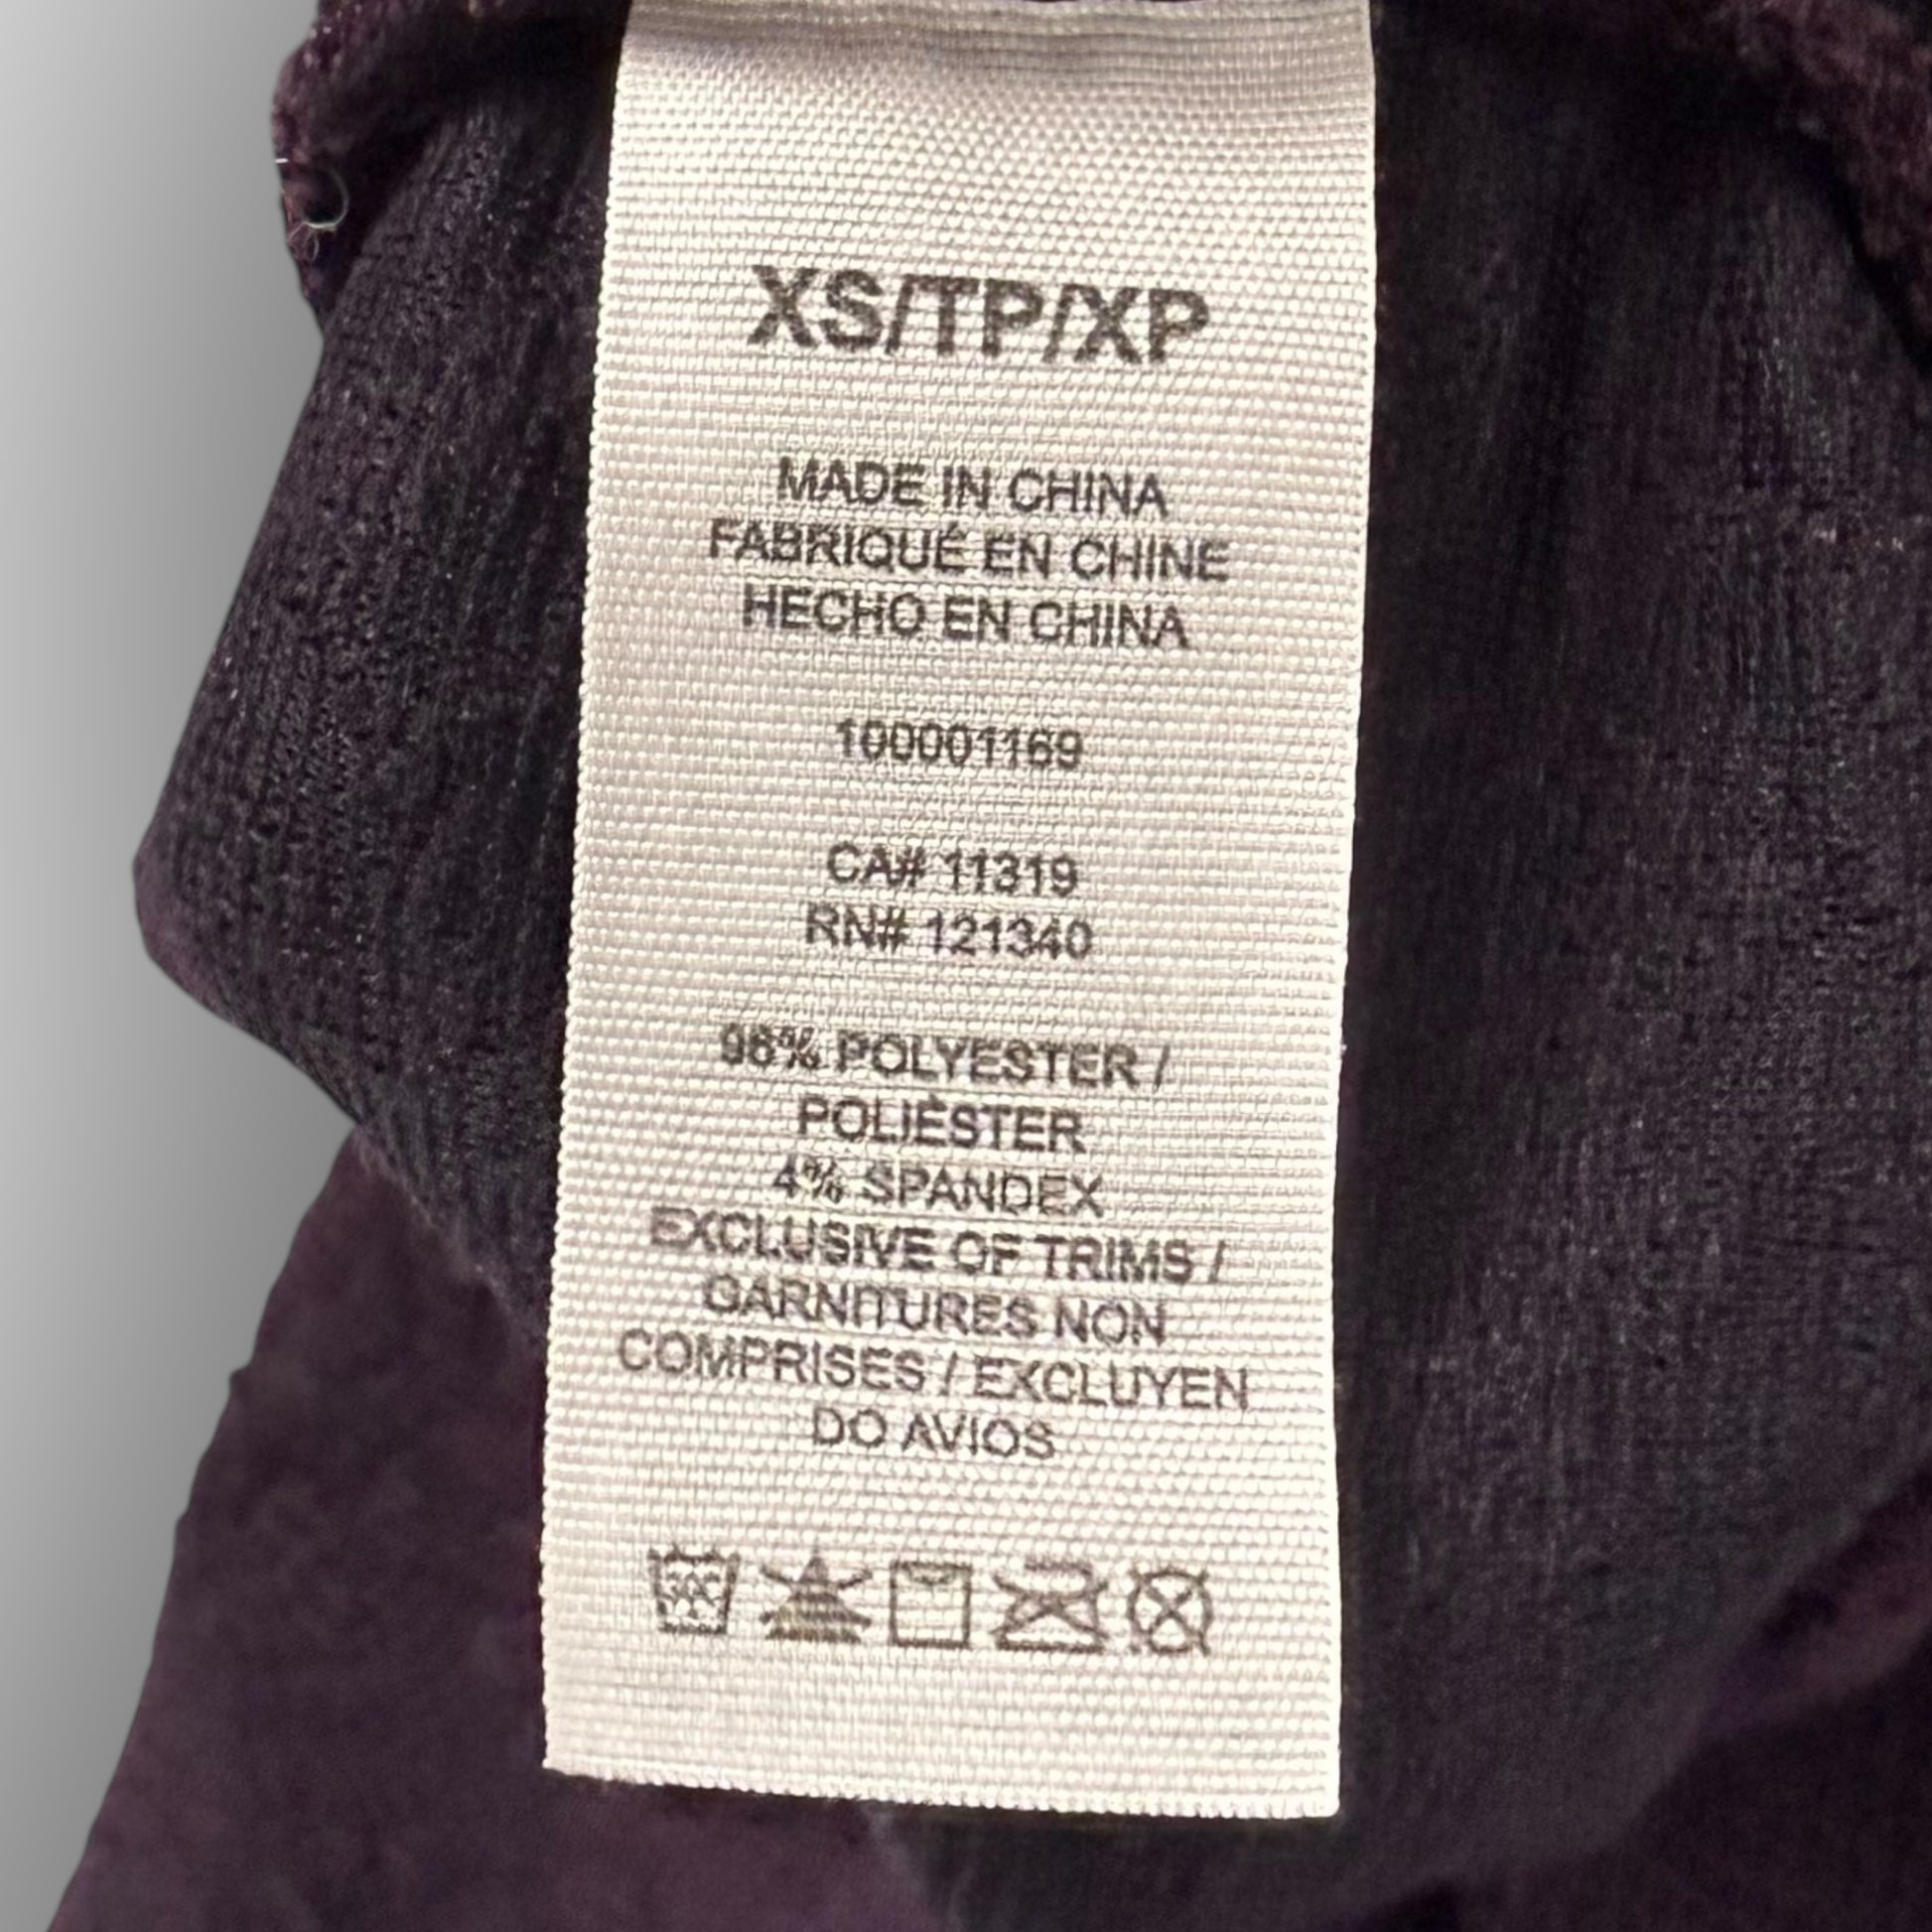 XS/TP/XP
MADE IN CHINA
FABRIQUÉ EN CHINE
HECHO EN CHINA
100001169
CA# 11319
RN# 121340
96% POLYESTER /
POLIÉSTER
4% SPANDEX
EXCLUSIVE OF TRIMS /
GARNITURES NON
COMPRISES / EXCLUYEN
DO AVIOS
30C